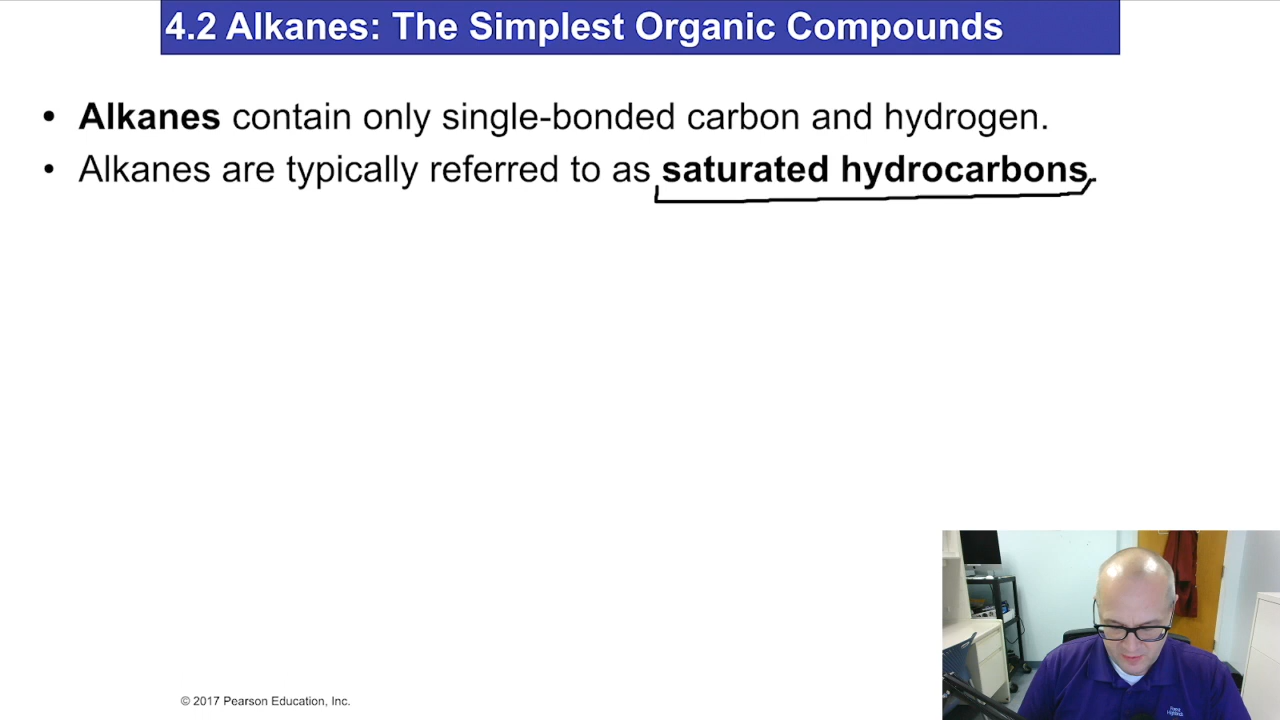 4.2 Alkanes: The Simplest Organic Compounds
• Alkanes contain only single-bonded carbon and hydrogen.
• Alkanes are typically referred to as saturated hydrocarbons.
© 2017 Pearson Education, Inc.